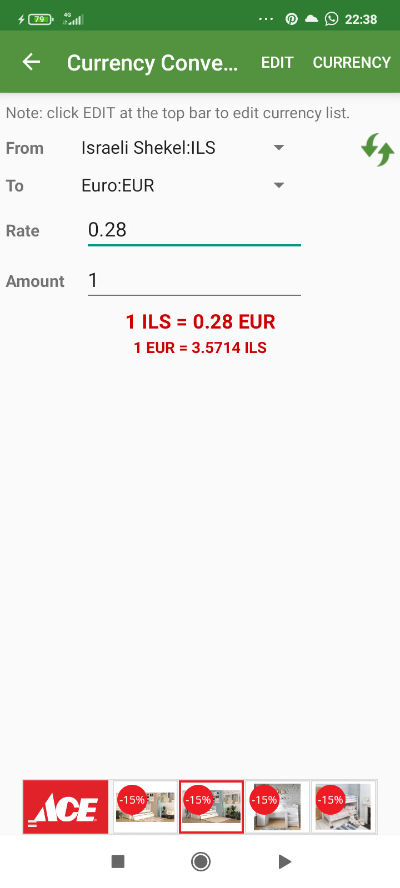 79
4G
22:38
Currency Conve... EDIT CURRENCY
Note: click EDIT at the top bar to edit currency list.
From Israeli Shekel:ILS
To Euro:EUR
Rate 0.28
Amount 1
1 ILS = 0.28 EUR
1 EUR = 3.5714 ILS
ACE -15% -15% -15% -15%